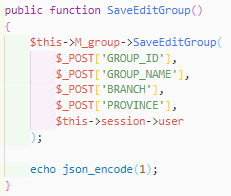 public function SaveEditGroup()
{
    $this->M_group->SaveEditGroup(
        $_POST['GROUP_ID'],
        $_POST['GROUP_NAME'],
        $_POST['BRANCH'],
        $_POST['PROVINCE'],
        $this->session->user
    );

    echo json_encode(1);
}